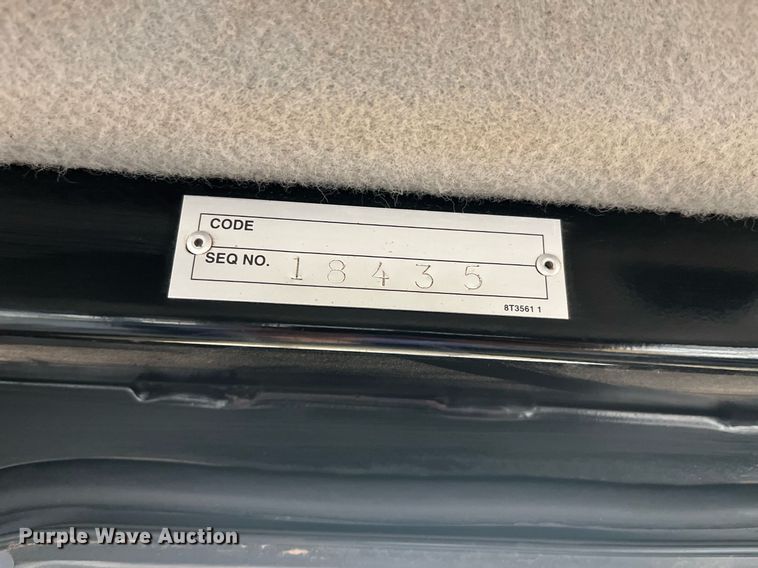 CODE
SEQ NO. 18435
8T3561 1
Purple Wave Auction®